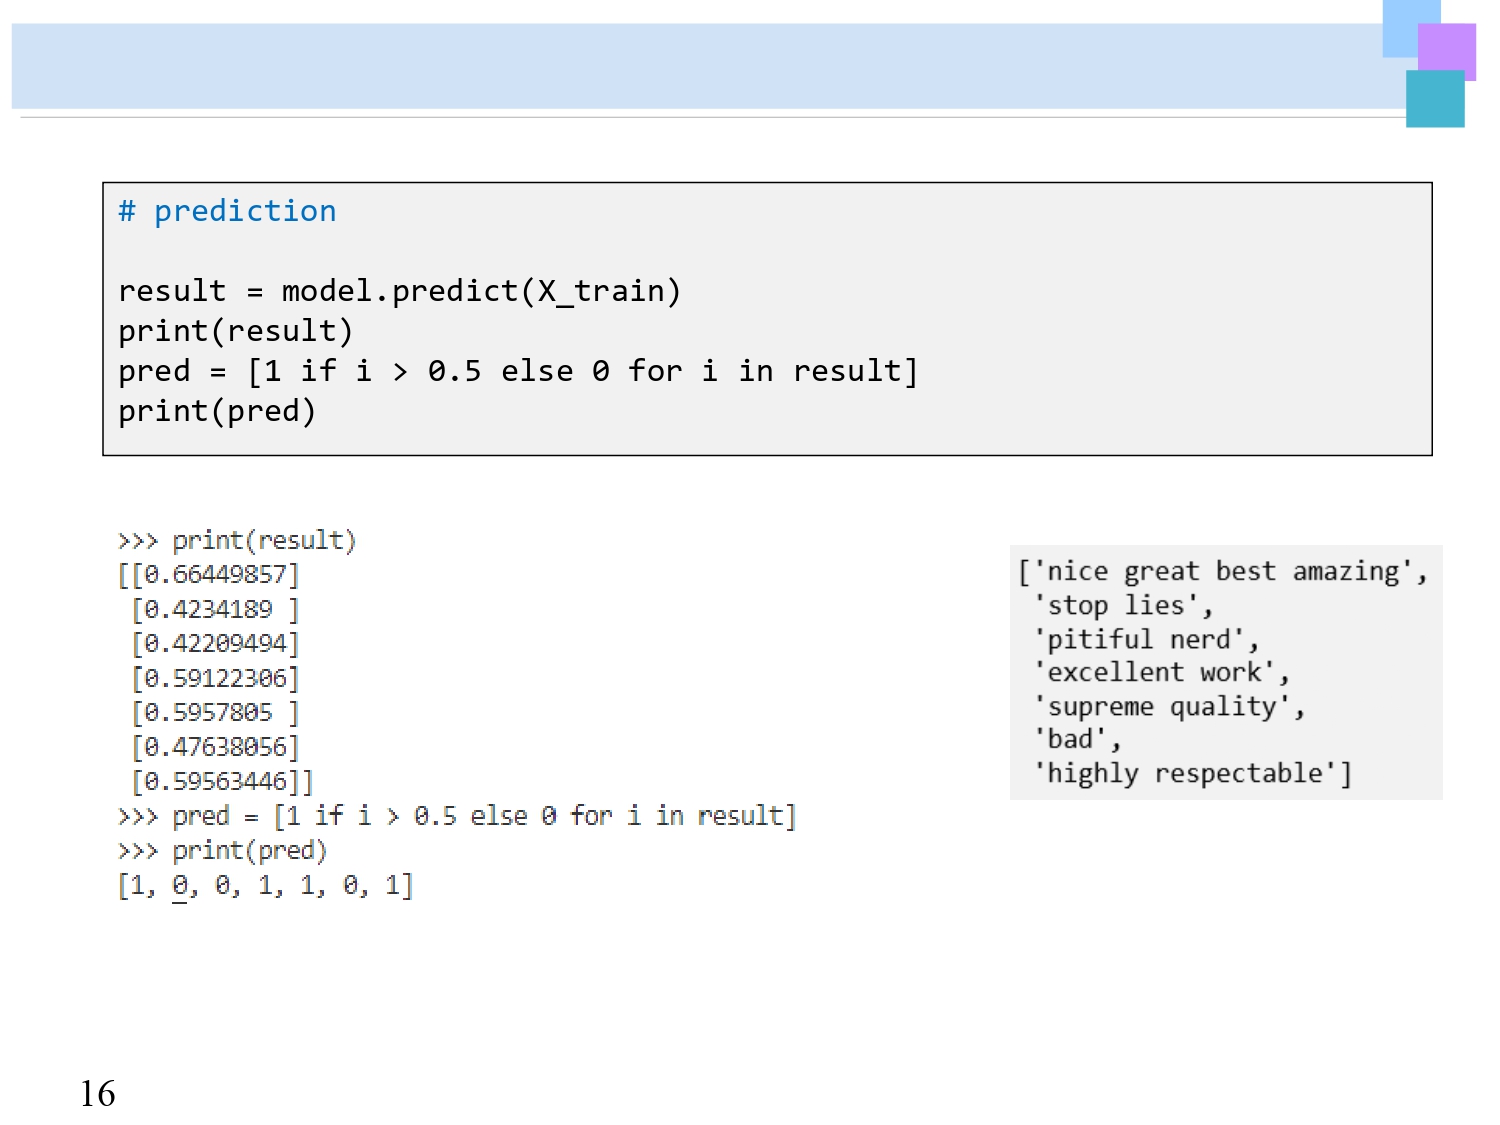 # prediction
result = model.predict(X_train)
print(result)
pred = [1 if i > 0.5 else 0 for i in result]
print(pred)
>>> print(result)
[[0.66449857]
 [0.4234189 ]
 [0.42209494]
 [0.59122306]
 [0.5957805 ]
 [0.47638056]
 [0.59563446]]
>>> pred = [1 if i > 0.5 else 0 for i in result]
>>> print(pred)
[1, 0, 0, 1, 1, 0, 1]
['nice great best amazing',
 'stop lies',
 'pitiful nerd',
 'excellent work',
 'supreme quality',
 'bad',
 'highly respectable']
16